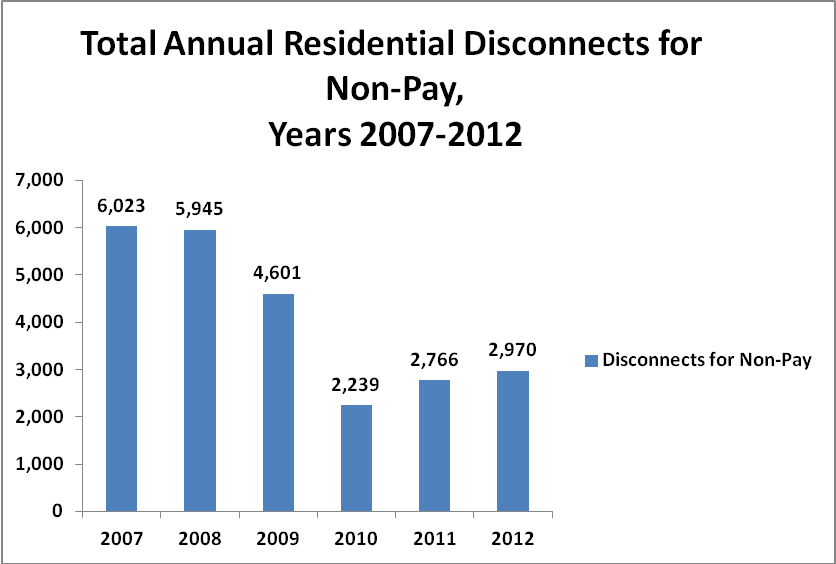 Total Annual Residential Disconnects for
Non-Pay,
Years 2007-2012
7,000
6,000
5,000
4,000
3,000
2,000
1,000
0
6,023
5,945
4,601
2,239
2,766
2,970
2007 2008 2009 2010 2011 2012
Disconnects for Non-Pay